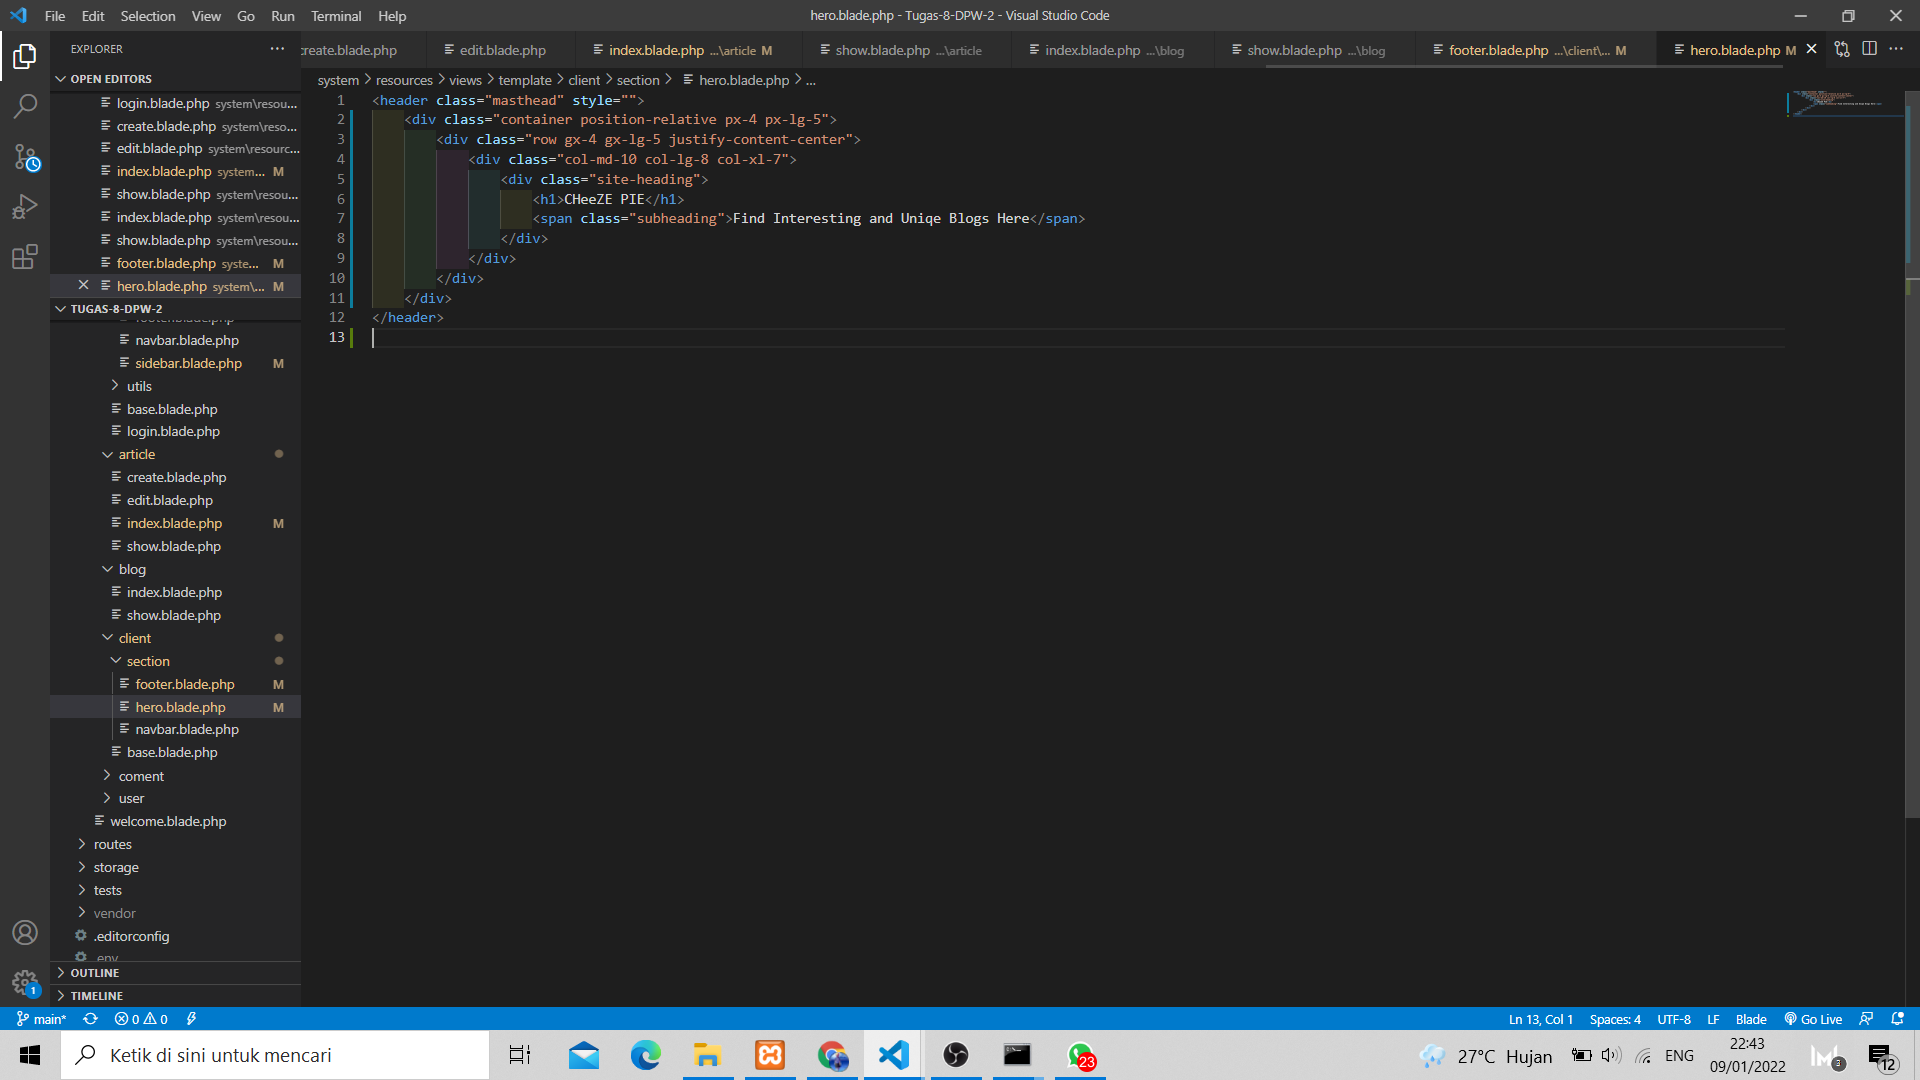 File Edit Selection View Go Run Terminal Help
hero.blade.php - Tugas-8-DPW-2 - Visual Studio Code
EXPLORER
create.blade.php
edit.blade.php
index.blade.php ...\article M
show.blade.php ...\article
index.blade.php ...\blog
show.blade.php ...\blog
footer.blade.php ...\client\... M
hero.blade.php M
OPEN EDITORS
login.blade.php system\resou...
create.blade.php system\reso...
edit.blade.php system\resourc...
index.blade.php system... M
show.blade.php system\resou...
index.blade.php system\resou...
show.blade.php system\resou...
footer.blade.php syste... M
hero.blade.php system\... M
TUGAS-8-DPW-2
footer.blade.php
navbar.blade.php
sidebar.blade.php M
utils
base.blade.php
login.blade.php
article
create.blade.php
edit.blade.php
index.blade.php M
show.blade.php
blog
index.blade.php
show.blade.php
client
section
footer.blade.php M
hero.blade.php M
navbar.blade.php
base.blade.php
coment
user
welcome.blade.php
routes
storage
tests
vendor
.editorconfig
.env
OUTLINE
TIMELINE
system > resources > views > template > client > section > hero.blade.php > ...
1 <header class="masthead" style="">
2 <div class="container position-relative px-4 px-lg-5">
3 <div class="row gx-4 gx-lg-5 justify-content-center">
4 <div class="col-md-10 col-lg-8 col-xl-7">
5 <div class="site-heading">
6 <h1>CHeeZE PIE</h1>
7 <span class="subheading">Find Interesting and Uniqe Blogs Here</span>
8 </div>
9 </div>
10 </div>
11 </div>
12 </header>
13
1
main* 0 0
Ln 13, Col 1 Spaces: 4 UTF-8 LF Blade Go Live
Ketik di sini untuk mencari
23
27°C Hujan
ENG
22:43
09/01/2022
3
12